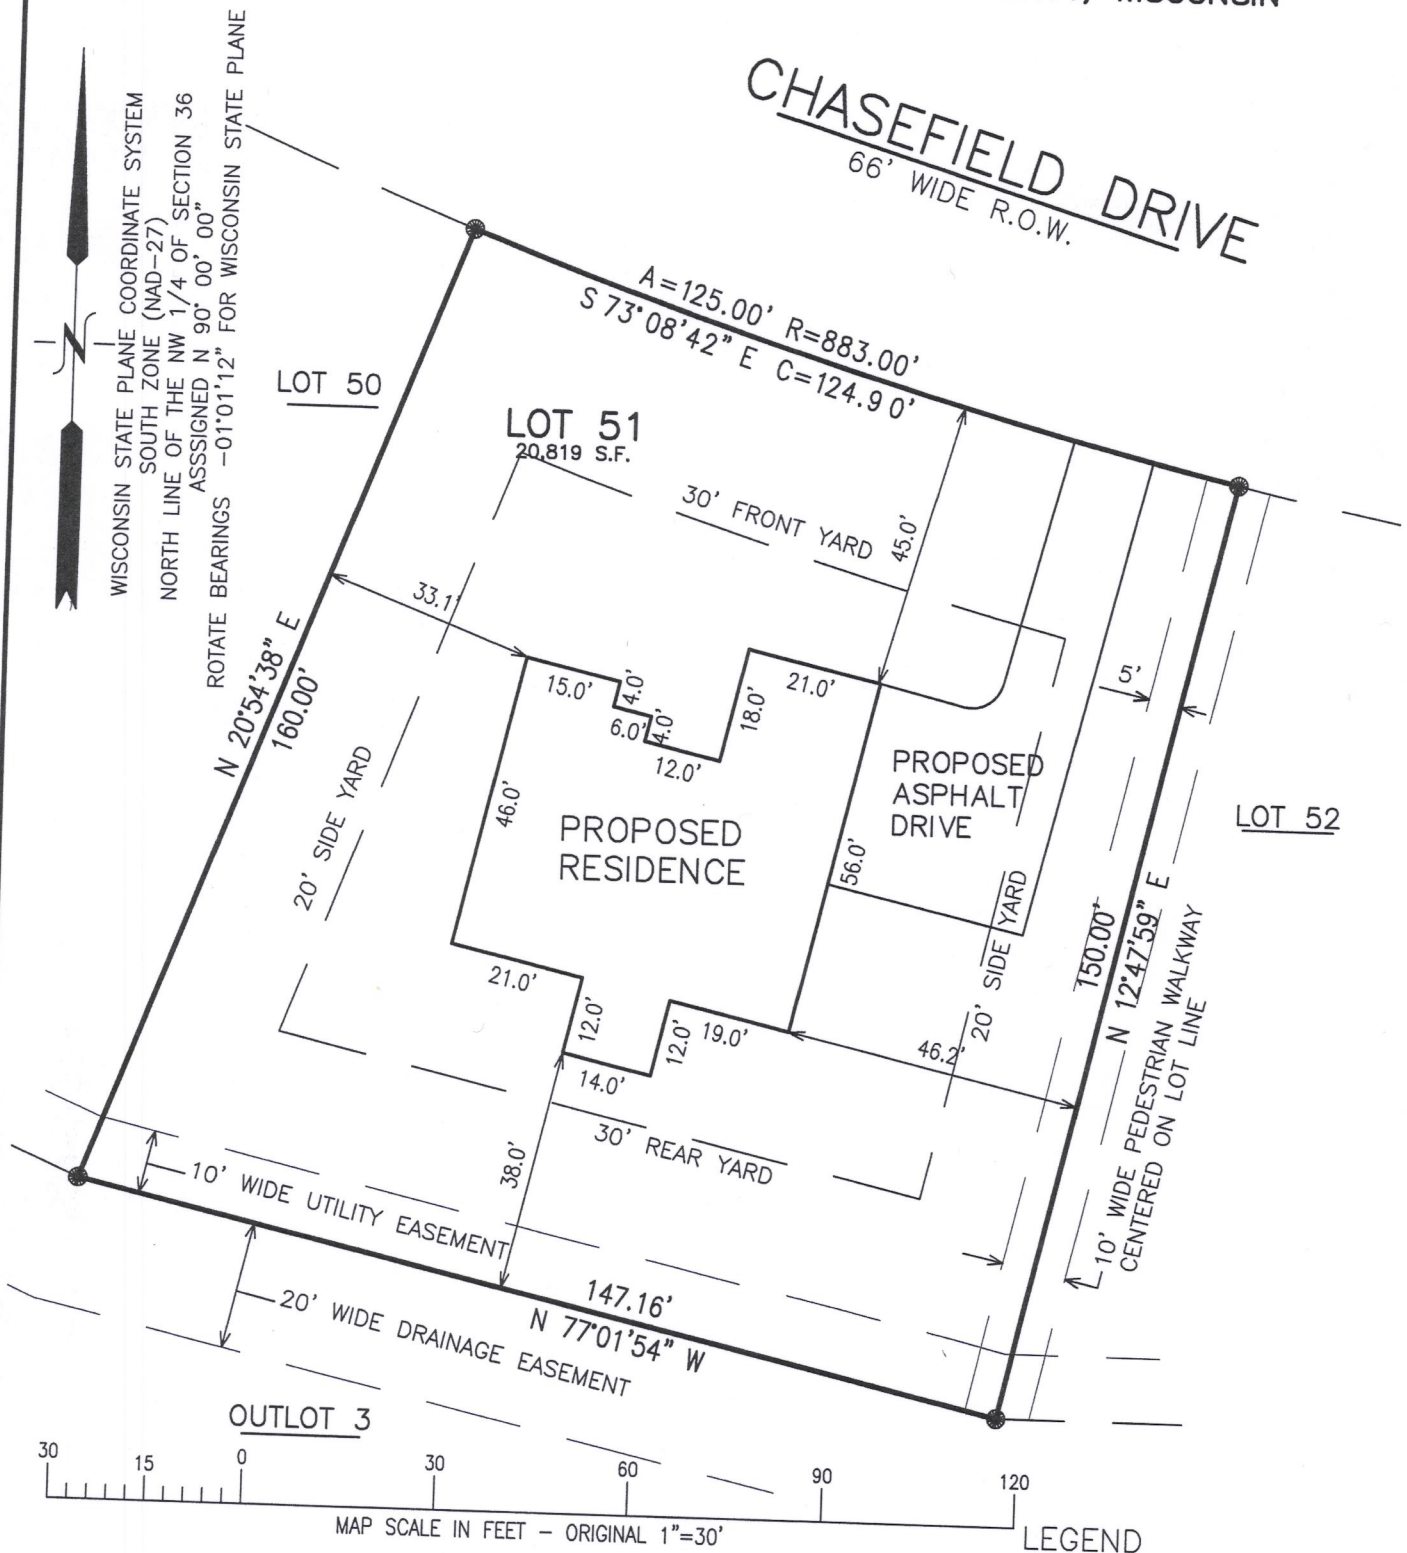 WISCONSIN
CHASEFIELD DRIVE
66' WIDE R.O.W.
WISCONSIN STATE PLANE COORDINATE SYSTEM
SOUTH ZONE (NAD-27)
NORTH LINE OF THE NW 1/4 OF SECTION 36
ASSSIGNED N 90° 00' 00"
ROTATE BEARINGS -01°01'12" FOR WISCONSIN STATE PLANE
N
A=125.00' R=883.00'
S 73°08'42" E C=124.90'
LOT 50
LOT 51
20,819 S.F.
30' FRONT YARD
45.0'
33.1'
N 20°54'38" E
160.00'
15.0'
4.0'
6.0'
4.0'
12.0'
18.0'
21.0'
5'
20' SIDE YARD
46.0'
PROPOSED
RESIDENCE
PROPOSED
ASPHALT
DRIVE
56.0'
LOT 52
20' SIDE YARD
150.00'
N 12°47'59" E
10' WIDE PEDESTRIAN WALKWAY
CENTERED ON LOT LINE
21.0'
12.0'
14.0'
12.0'
19.0'
46.2'
38.0'
30' REAR YARD
10' WIDE UTILITY EASEMENT
147.16'
N 77°01'54" W
20' WIDE DRAINAGE EASEMENT
OUTLOT 3
30 15 0 30 60 90 120
MAP SCALE IN FEET - ORIGINAL 1"=30'
LEGEND